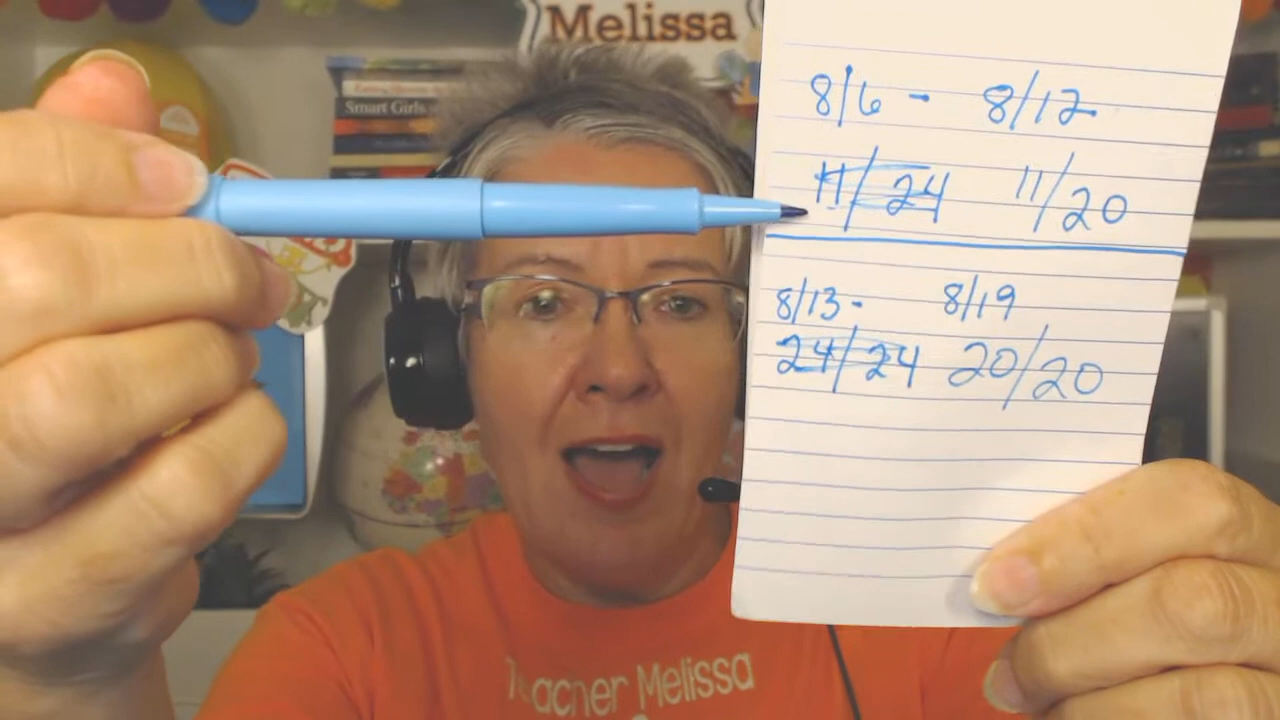 Melissa
Smart Girls
8/6 - 8/12
11/24 11/20
8/13 - 8/19
24/24 20/20
Teacher Melissa